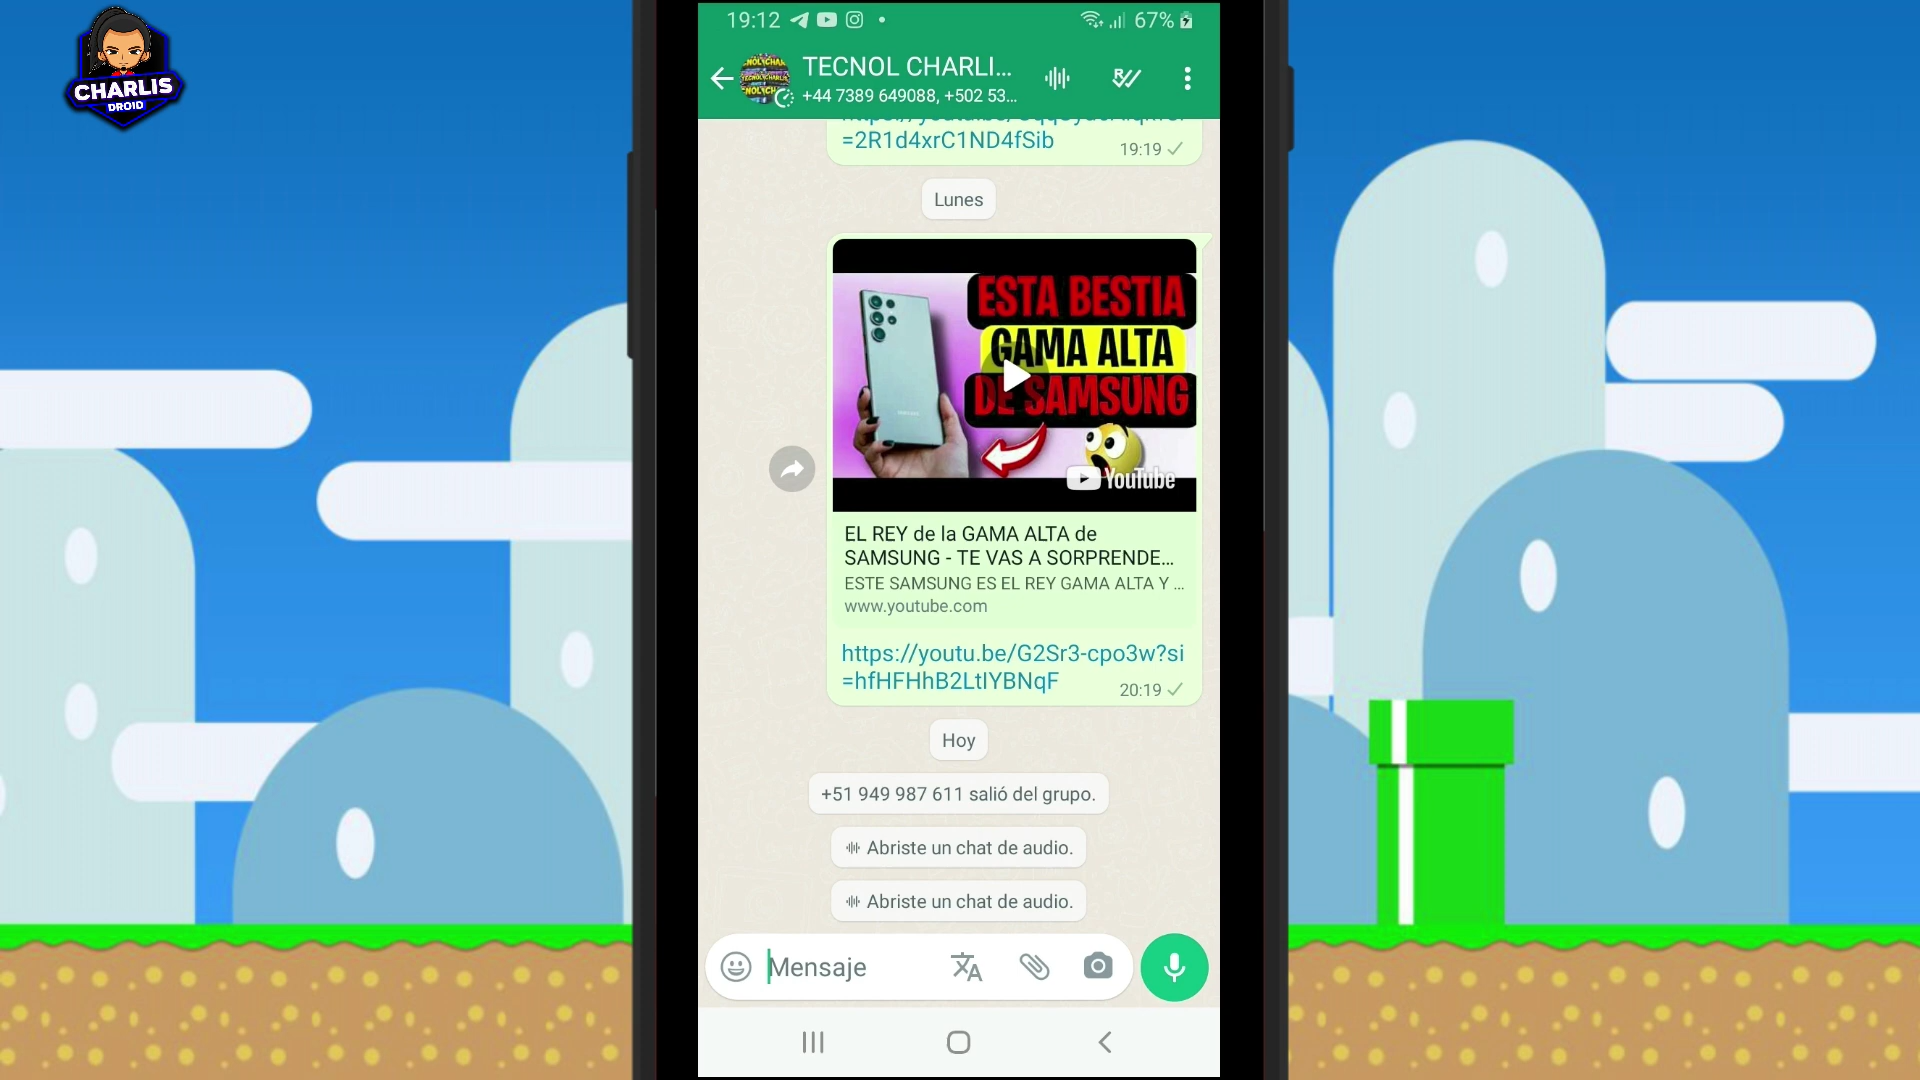 CHARLIS
DROID
19:12
67%
TECNOL CHARLI...
+44 7389 649088, +502 53...
=2R1d4xrC1ND4fSib
19:19
Lunes
ESTA BESTIA
GAMA ALTA
DE SAMSUNG
YouTube
EL REY de la GAMA ALTA de
SAMSUNG - TE VAS A SORPRENDE...
ESTE SAMSUNG ES EL REY GAMA ALTA Y ...
www.youtube.com
https://youtu.be/G2Sr3-cpo3w?si
=hfHFHhB2LtIYBNqF
20:19
Hoy
+51 949 987 611 salió del grupo.
Abriste un chat de audio.
Abriste un chat de audio.
Mensaje